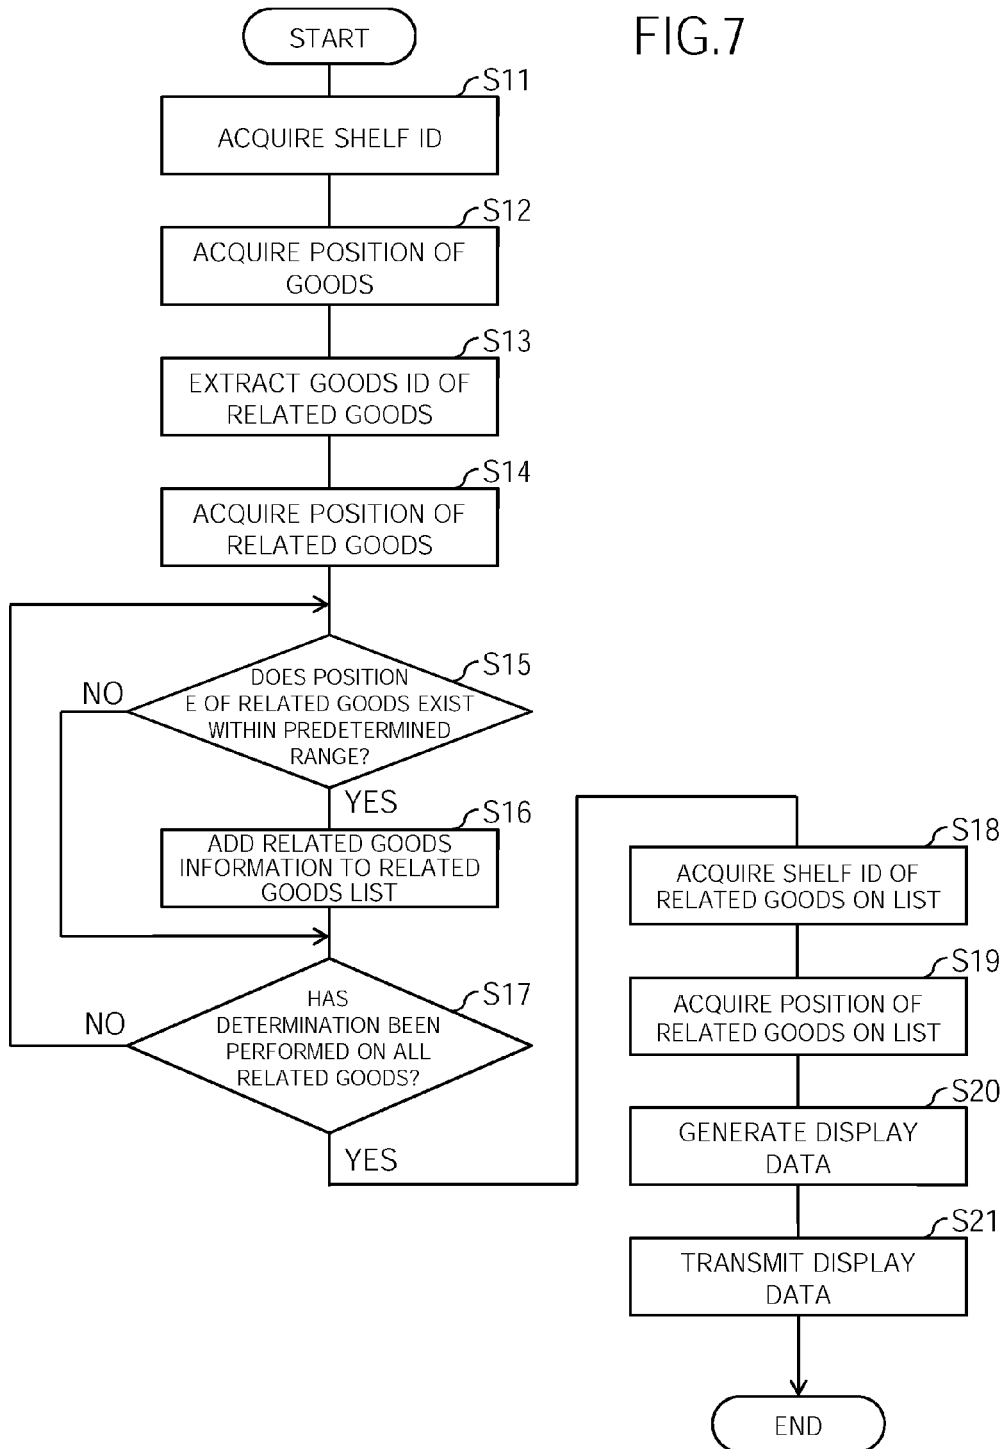 FIG.7
START
S11
ACQUIRE SHELF ID
S12
ACQUIRE POSITION OF
GOODS
S13
EXTRACT GOODS ID OF
RELATED GOODS
S14
ACQUIRE POSITION OF
RELATED GOODS
S15
DOES POSITION
E OF RELATED GOODS EXIST
WITHIN PREDETERMINED
RANGE?
NO
YES
S16
ADD RELATED GOODS
INFORMATION TO RELATED
GOODS LIST
S17
HAS
DETERMINATION BEEN
PERFORMED ON ALL
RELATED GOODS?
NO
YES
S18
ACQUIRE SHELF ID OF
RELATED GOODS ON LIST
S19
ACQUIRE POSITION OF
RELATED GOODS ON LIST
S20
GENERATE DISPLAY
DATA
S21
TRANSMIT DISPLAY
DATA
END